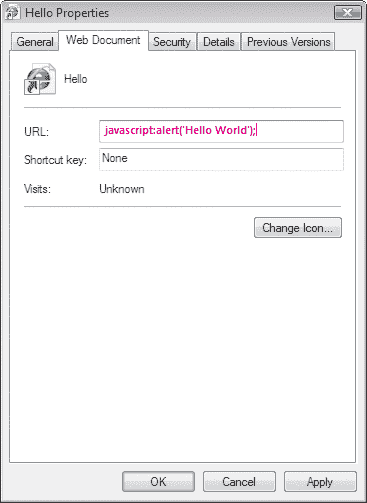 Hello Properties
General Web Document Security Details Previous Versions
Hello
URL: javascript:alert('Hello World');
Shortcut key: None
Visits: Unknown
Change Icon...
OK Cancel Apply